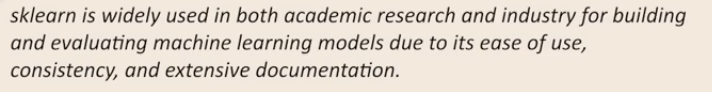 sklearn is widely used in both academic research and industry for building
and evaluating machine learning models due to its ease of use,
consistency, and extensive documentation.